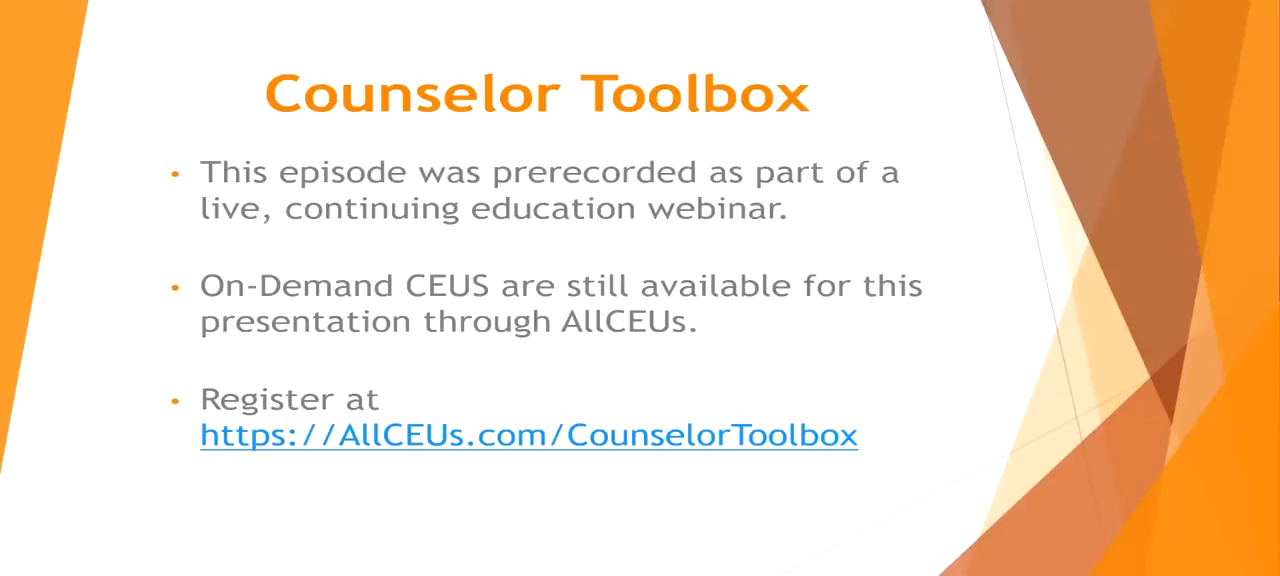 Counselor Toolbox
• This episode was prerecorded as part of a
live, continuing education webinar.
• On-Demand CEUS are still available for this
presentation through AllCEUs.
• Register at
https://AllCEUs.com/CounselorToolbox